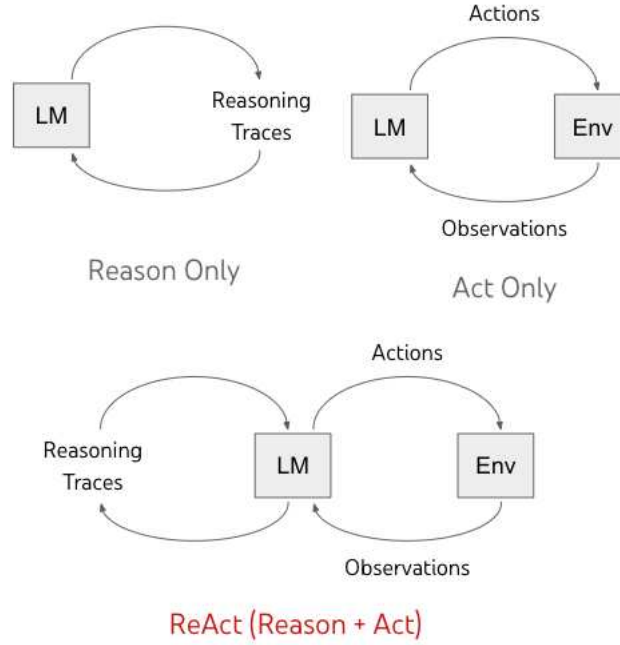 Actions
LM
Reasoning
Traces
LM
Env
Observations
Reason Only
Act Only
Actions
Reasoning
Traces
LM
Env
Observations
ReAct (Reason + Act)